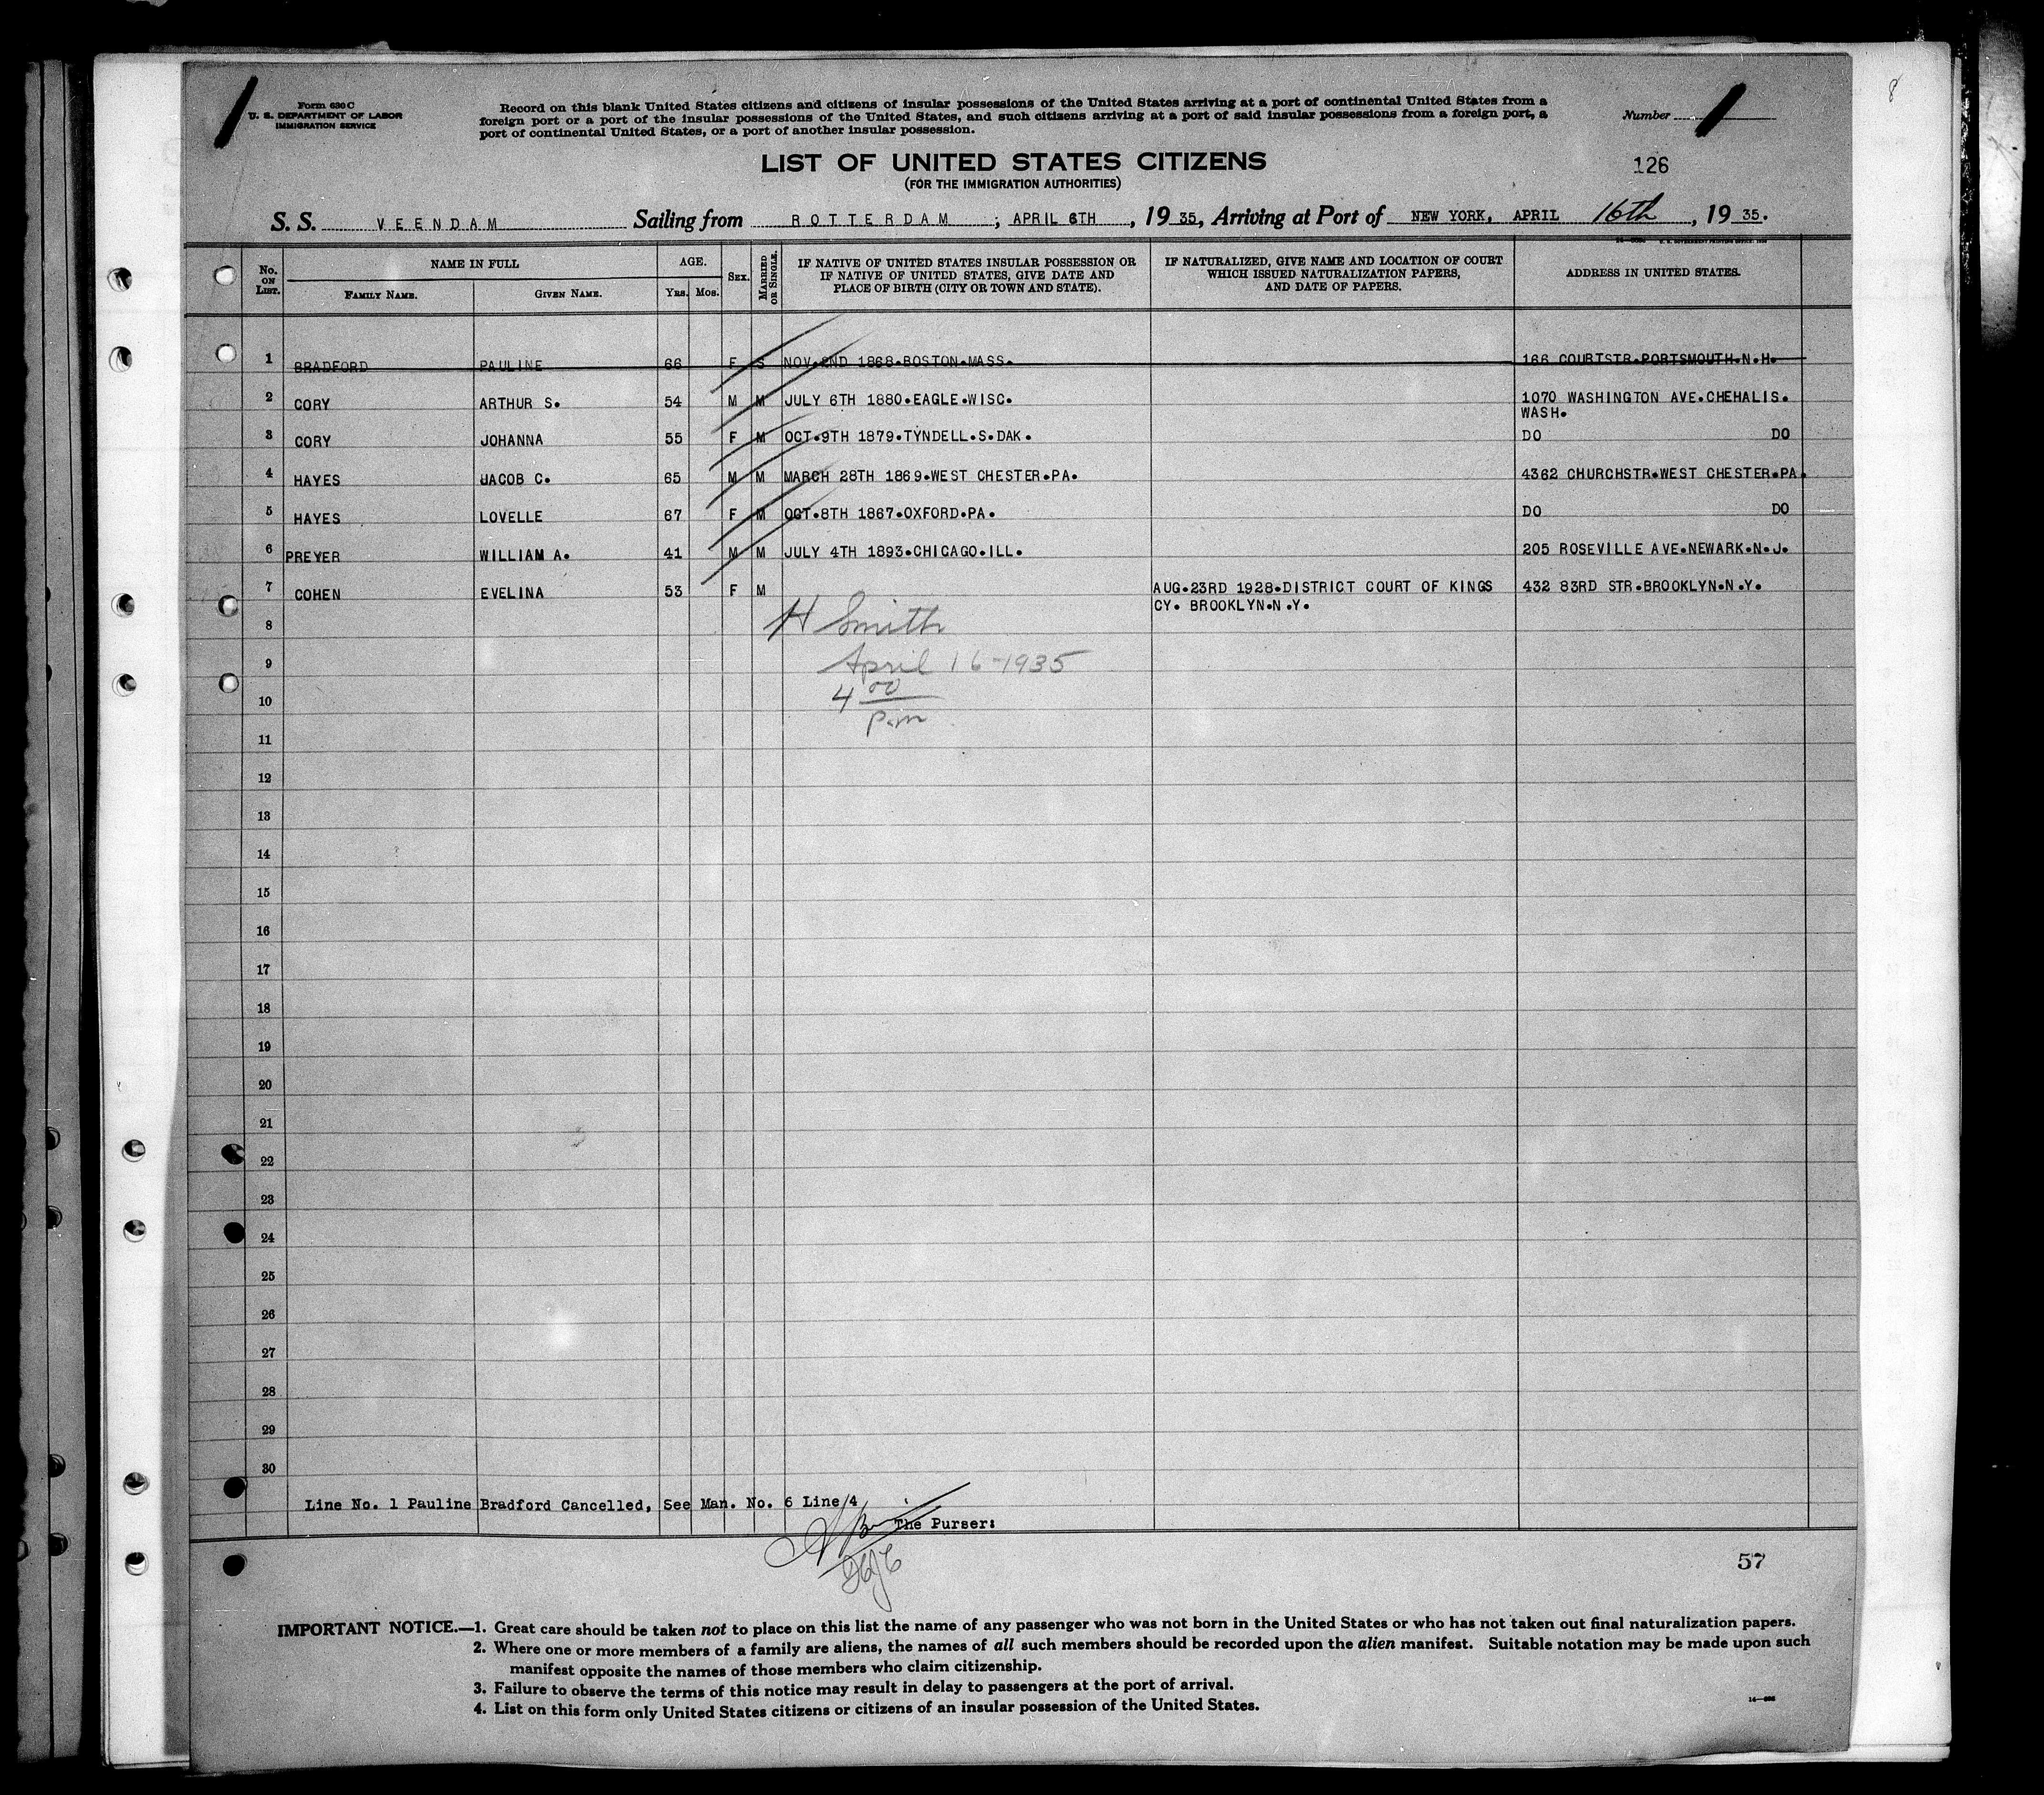 8
Form 630 C
U. S. DEPARTMENT OF LABOR
IMMIGRATION SERVICE
Record on this blank United States citizens and citizens of insular possessions of the United States arriving at a port of continental United States from a
foreign port or a port of the insular possessions of the United States, and such citizens arriving at a port of said insular possessions from a foreign port, a
port of continental United States, or a port of another insular possession.
Number 1
LIST OF UNITED STATES CITIZENS
(FOR THE IMMIGRATION AUTHORITIES)
126
S. S. VEENDAM Sailing from ROTTERDAM ; APRIL 6TH , 19 35, Arriving at Port of NEW YORK, APRIL 16th , 19 35.
No. ON LIST. NAME IN FULL FAMILY NAME. GIVEN NAME. AGE. YRS. MOS. SEX. MARRIED OR SINGLE. IF NATIVE OF UNITED STATES INSULAR POSSESSION OR IF NATIVE OF UNITED STATES, GIVE DATE AND PLACE OF BIRTH (CITY OR TOWN AND STATE). IF NATURALIZED, GIVE NAME AND LOCATION OF COURT WHICH ISSUED NATURALIZATION PAPERS, AND DATE OF PAPERS. ADDRESS IN UNITED STATES.
1 BRADFORD PAULINE 66 F S NOV.2ND 1868.BOSTON.MASS. 166 COURTSTR.PORTSMOUTH.N.H.
2 CORY ARTHUR S. 54 M M JULY 6TH 1880.EAGLE.WISC. 1070 WASHINGTON AVE.CHEHALIS.
WASH.
3 CORY JOHANNA 55 F M OCT.9TH 1879.TYNDELL.S.DAK. DO DO
4 HAYES JACOB C. 65 M M MARCH 28TH 1869.WEST CHESTER.PA. 4362 CHURCHSTR.WEST CHESTER.PA.
5 HAYES LOVELLE 67 F M OCT.8TH 1867.OXFORD.PA. DO DO
6 PREYER WILLIAM A. 41 M M JULY 4TH 1893.CHICAGO.ILL. 205 ROSEVILLE AVE.NEWARK.N.J.
7 COHEN EVELINA 53 F M AUG.23RD 1928.DISTRICT COURT OF KINGS 432 83RD STR.BROOKLYN.N.Y.
CY. BROOKLYN.N.Y.
8 H Smith
9 April 16-1935
10 4 00
p.m
11
12
13
14
15
16
17
18
19
20
21
22
23
24
25
26
27
28
29
30
Line No. 1 Pauline Bradford Cancelled, See Man. No. 6 Line 4
The Purser:
57
IMPORTANT NOTICE.—1. Great care should be taken not to place on this list the name of any passenger who was not born in the United States or who has not taken out final naturalization papers.
2. Where one or more members of a family are aliens, the names of all such members should be recorded upon the alien manifest. Suitable notation may be made upon such
manifest opposite the names of those members who claim citizenship.
3. Failure to observe the terms of this notice may result in delay to passengers at the port of arrival.
4. List on this form only United States citizens or citizens of an insular possession of the United States.